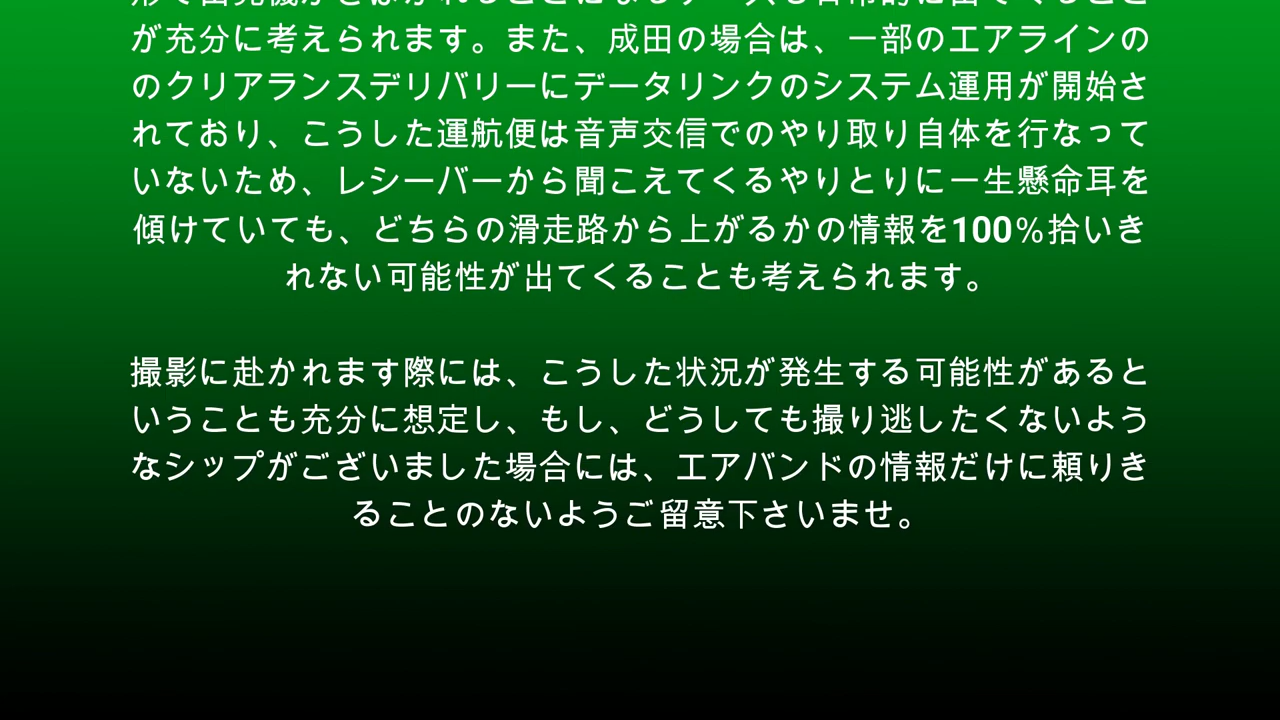 が充分に考えられます。また、成田の場合は、一部のエアラインの
のクリアランスデリバリーにデータリンクのシステム運用が開始さ
れており、こうした運航便は音声交信でのやり取り自体を行なって
いないため、レシーバーから聞こえてくるやりとりに一生懸命耳を
傾けていても、どちらの滑走路から上がるかの情報を100%拾いき
れない可能性が出てくることも考えられます。
撮影に赴かれます際には、こうした状況が発生する可能性があると
いうことも充分に想定し、もし、どうしても撮り逃したくないよう
なシップがございました場合には、エアバンドの情報だけに頼りき
ることのないようご留意下さいませ。